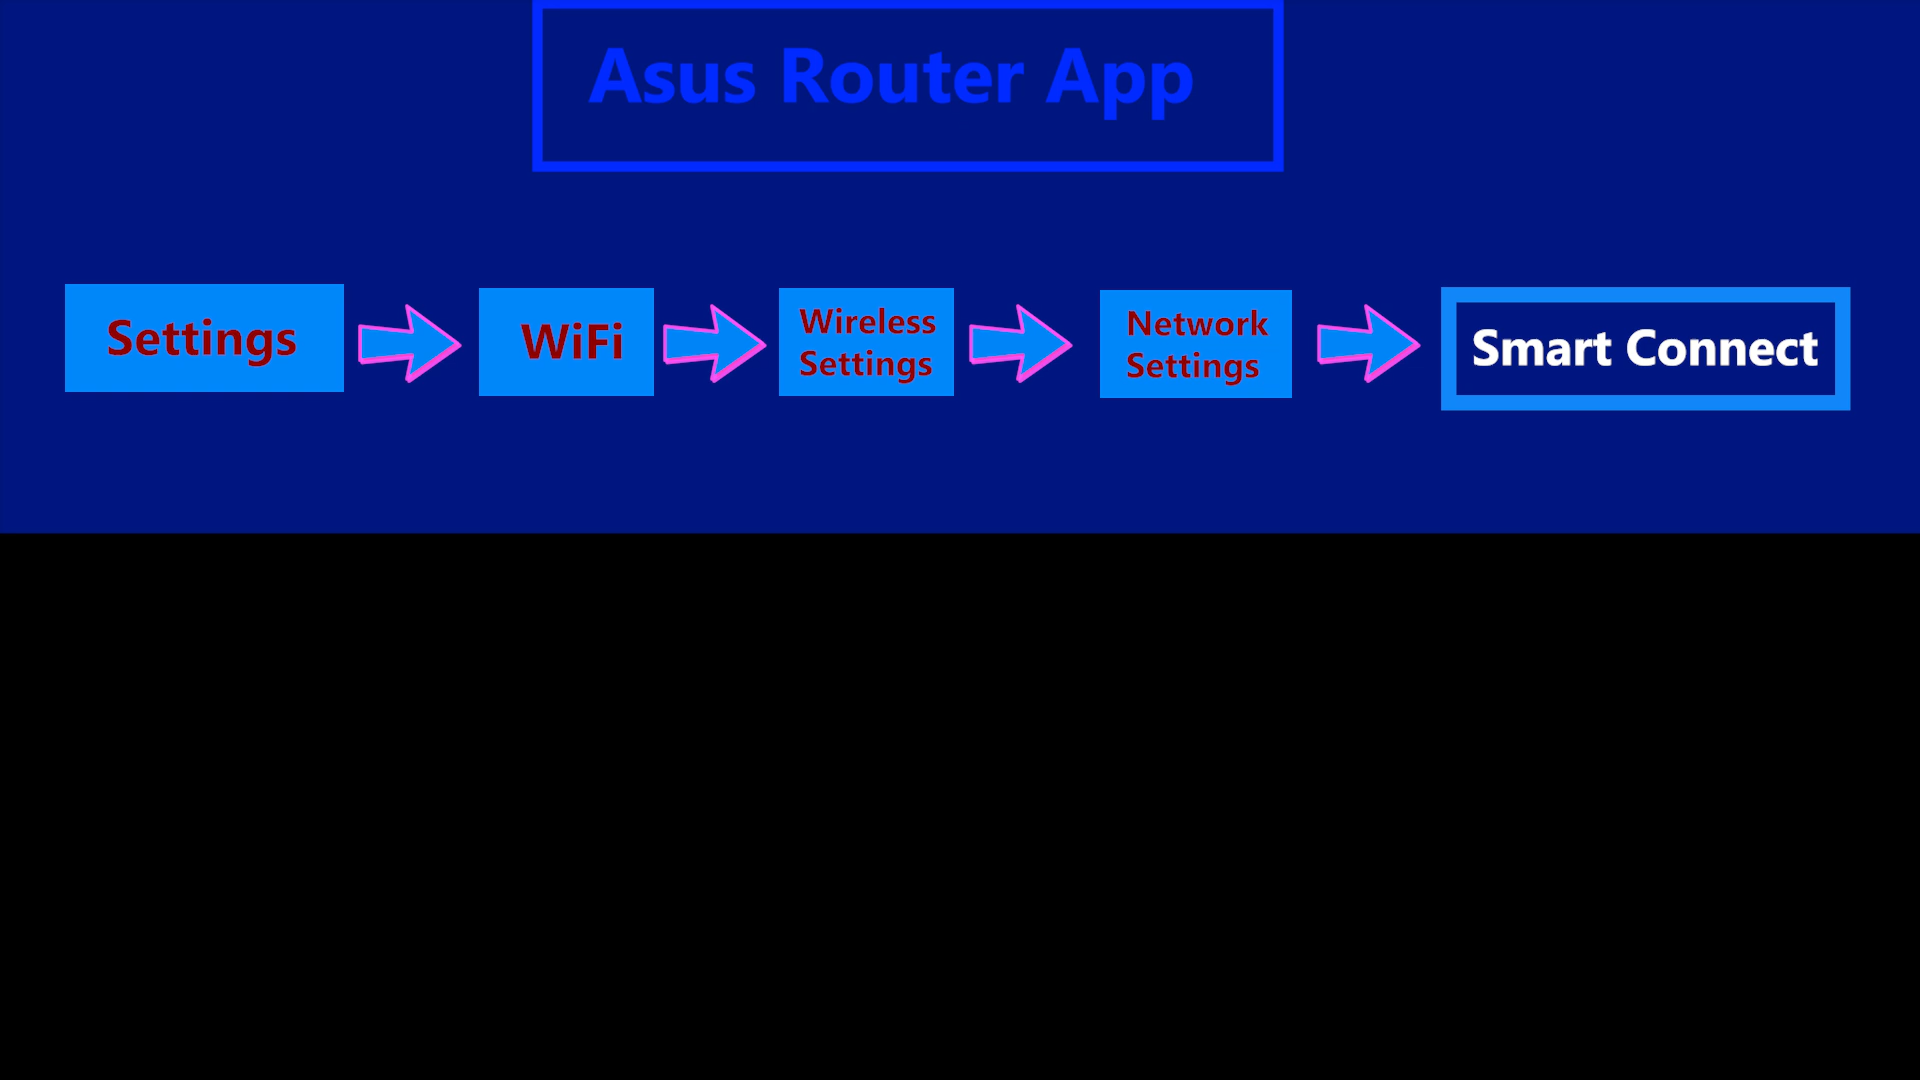 Asus Router App
Settings
WiFi
Wireless
Settings
Network
Settings
Smart Connect